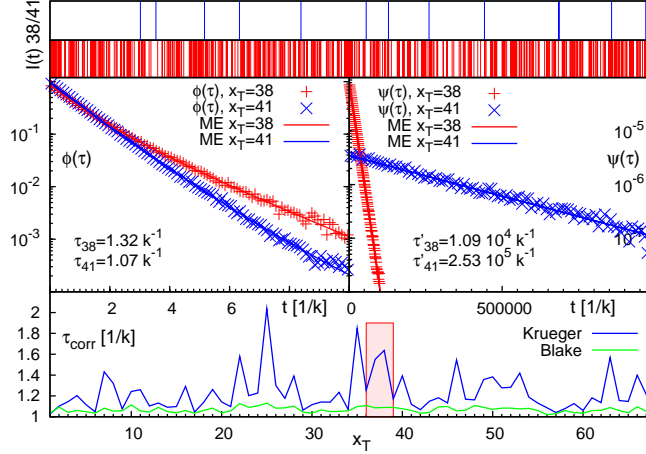 I(t) 38/41
ϕ(τ), x_T=38
ϕ(τ), x_T=41
ME x_T=38
ME x_T=41
ψ(τ), x_T=38
ψ(τ), x_T=41
ME x_T=38
ME x_T=41
10^-1
10^-2
10^-3
ϕ(τ)
10^-5
ψ(τ)
10^-6
10
τ_38=1.32 k^-1
τ_41=1.07 k^-1
τ'_38=1.09 10^4 k^-1
τ'_41=2.53 10^5 k^-1
2 4 6 t [1/k] 0 500000 t [1/k]
2
1.8
1.6
1.4
1.2
1
τ_corr [1/k]
Krueger
Blake
10 20 30 40 50 60
x_T